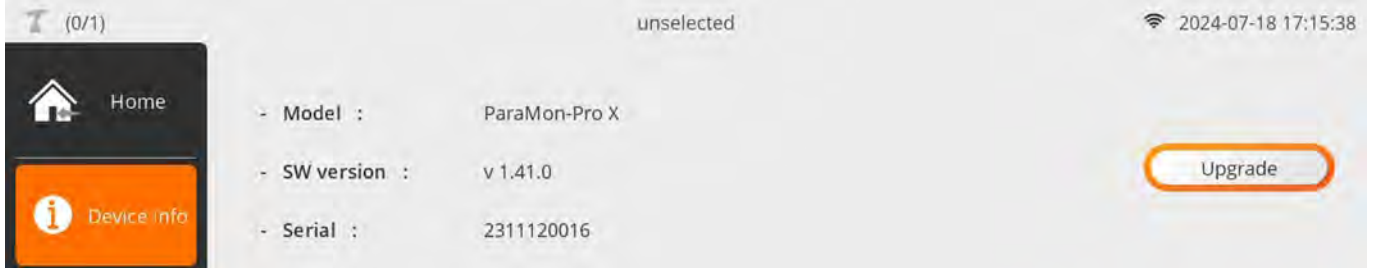 (0/1) unselected 2024-07-18 17:15:38
Home
- Model : ParaMon-Pro X
- SW version : v 1.41.0
Upgrade
Device Info
- Serial : 2311120016